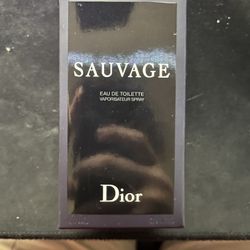 SAUVAGE
EAU DE TOILETTE
VAPORISATEUR SPRAY
Dior